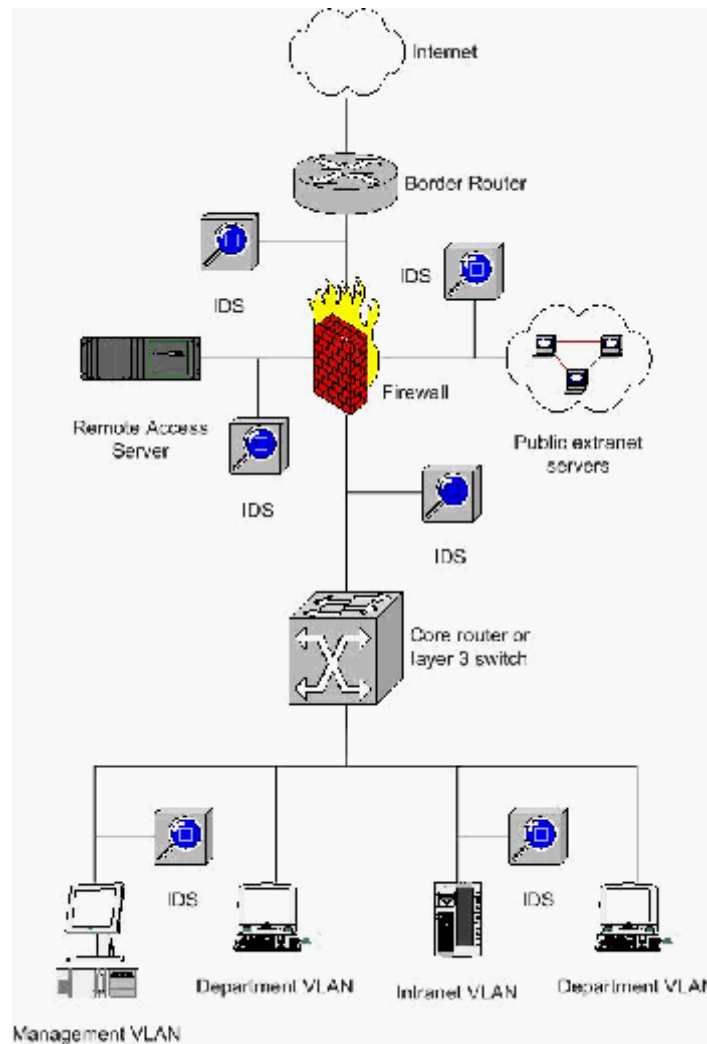 Internet
Border Router
IDS
IDS
Firewall
Remote Access
Server
Public extranet
servers
IDS
IDS
Core router or
layer 3 switch
IDS
IDS
Department VLAN
Intranet VLAN
Department VLAN
Management VLAN